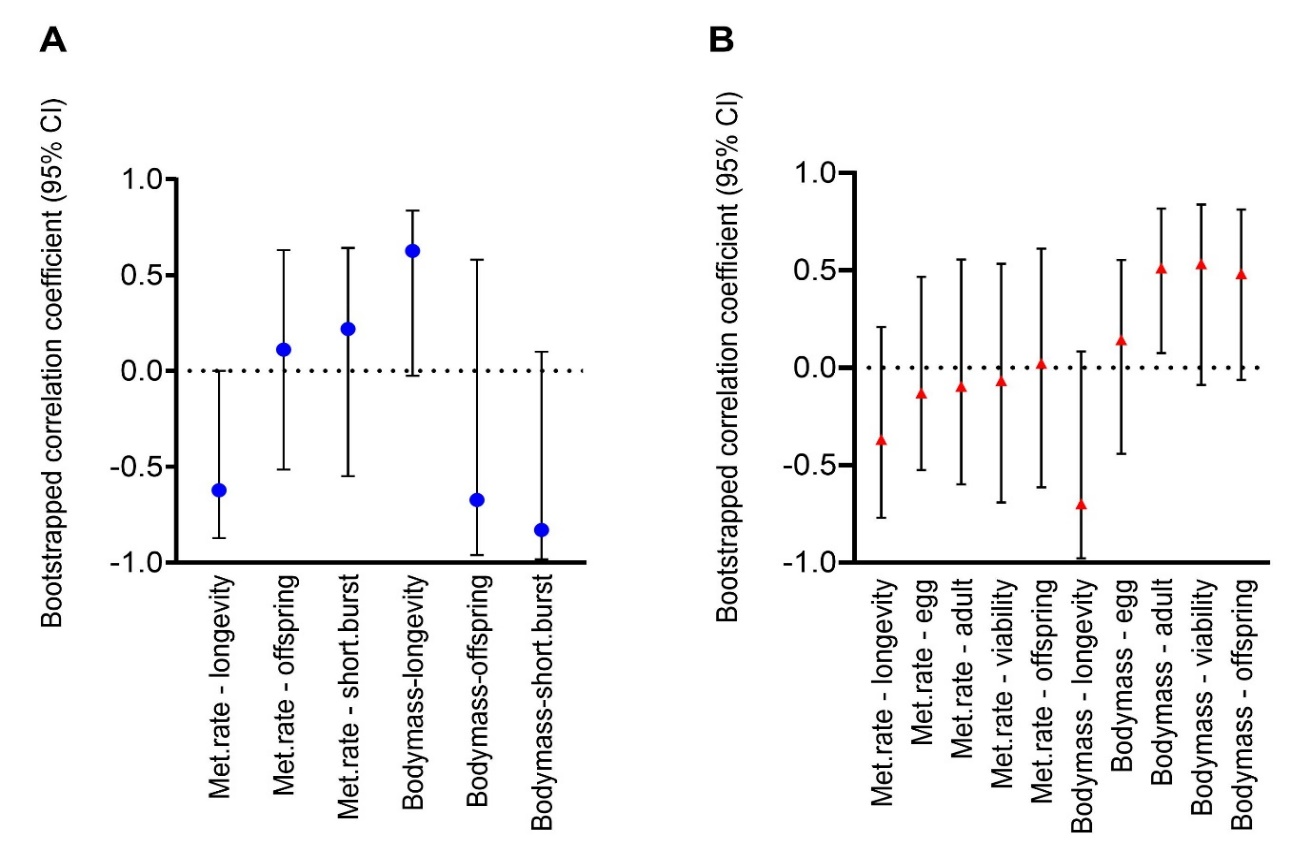 A
Bootstrapped correlation coefficient (95% CI)
1.0
0.5
0.0
-0.5
-1.0
Met.rate - longevity
Met.rate - offspring
Met.rate - short.burst
Bodymass-longevity
Bodymass-offspring
Bodymass-short.burst
B
Bootstrapped correlation coefficient (95% CI)
1.0
0.5
0.0
-0.5
-1.0
Met.rate - longevity
Met.rate - egg
Met.rate - adult
Met.rate - viability
Met.rate - offspring
Bodymass - longevity
Bodymass - egg
Bodymass - adult
Bodymass - viability
Bodymass - offspring